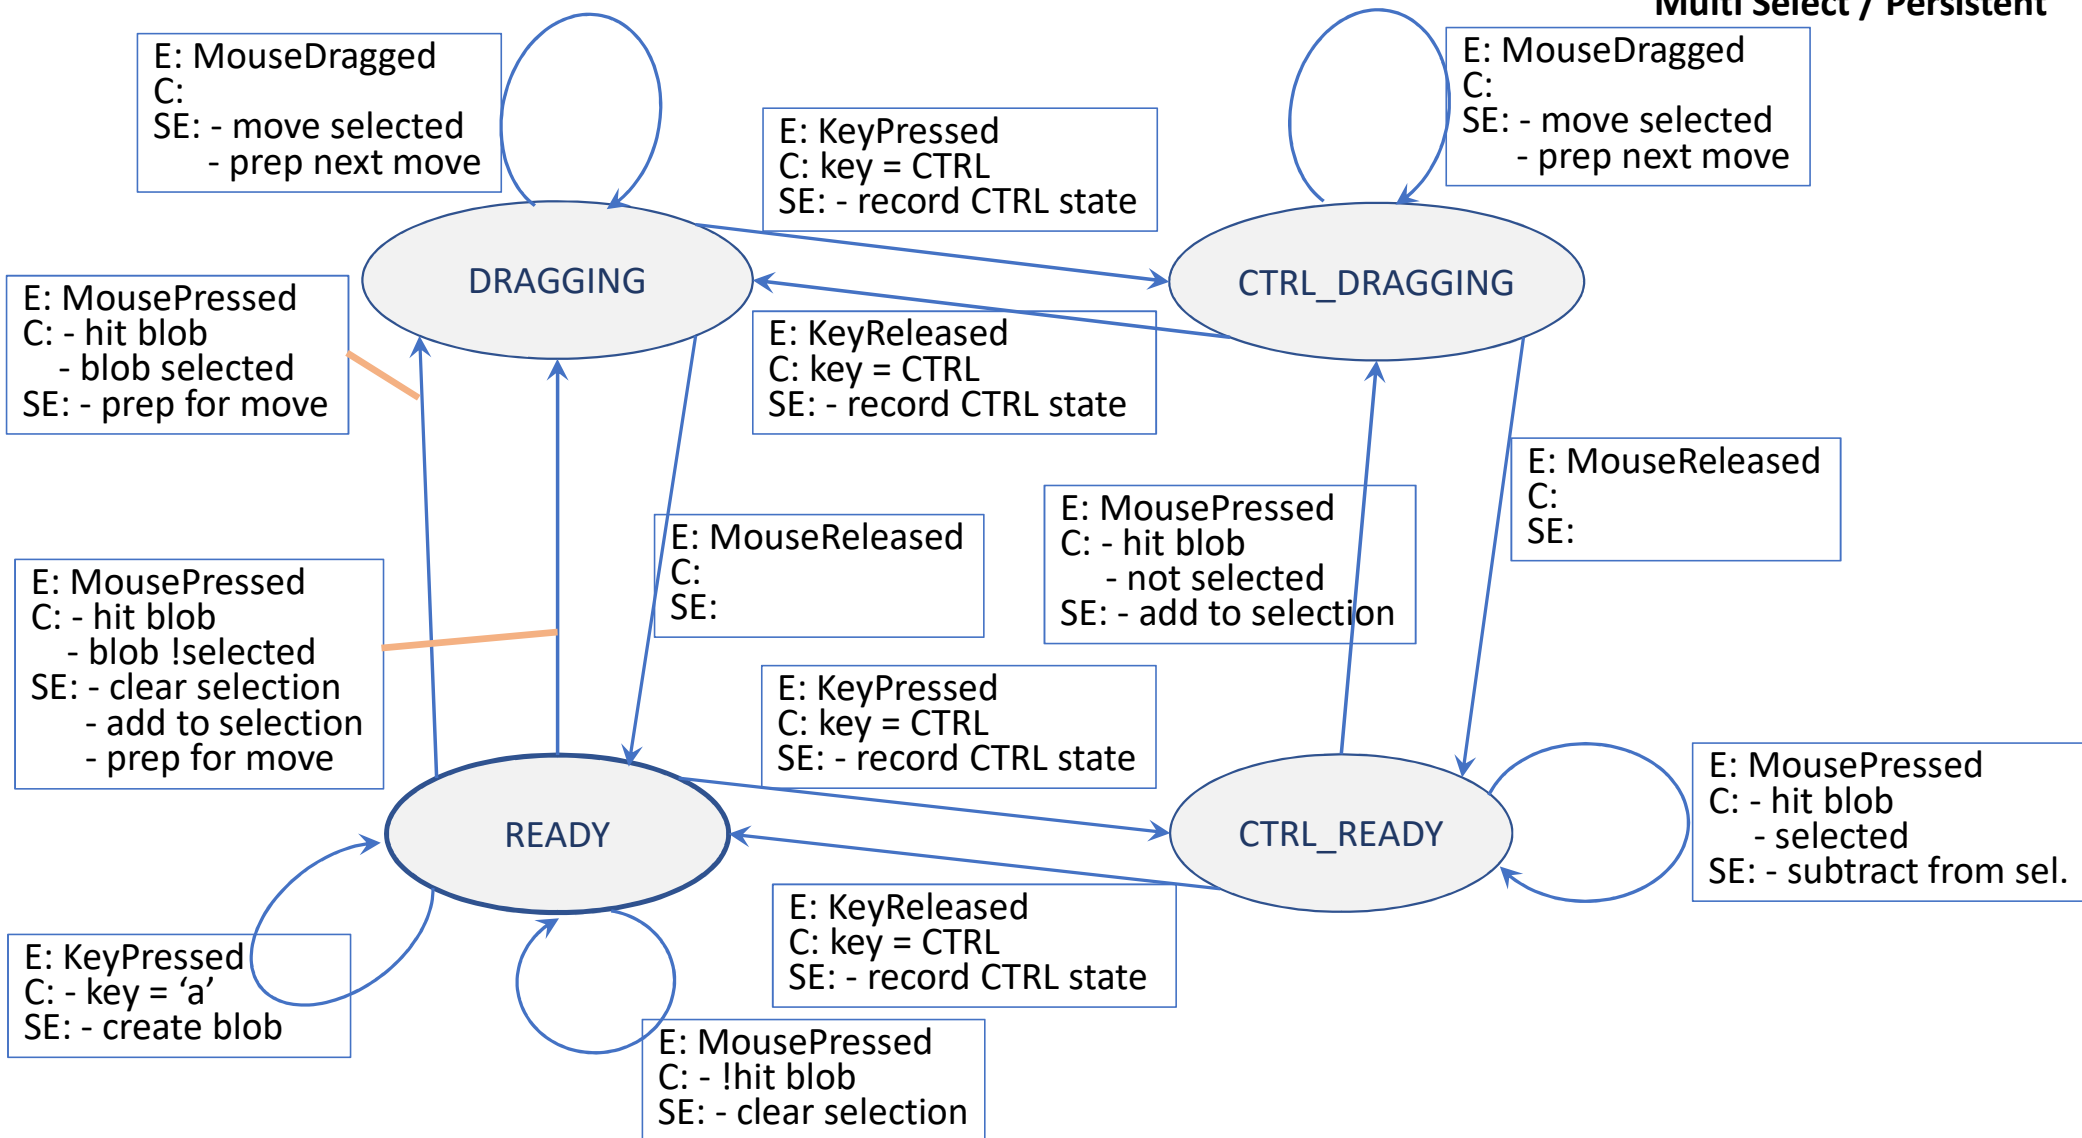 Multi Select / Persistent
E: MouseDragged
C:
SE: - move selected
- prep next move
E: KeyPressed
C: key = CTRL
SE: - record CTRL state
E: MouseDragged
C:
SE: - move selected
- prep next move
DRAGGING
CTRL_DRAGGING
E: MousePressed
C: - hit blob
- blob selected
SE: - prep for move
E: KeyReleased
C: key = CTRL
SE: - record CTRL state
E: MouseReleased
C:
SE:
E: MousePressed
C: - hit blob
- not selected
SE: - add to selection
E: MouseReleased
C:
SE:
E: MousePressed
C: - hit blob
- blob !selected
SE: - clear selection
- add to selection
- prep for move
E: KeyPressed
C: key = CTRL
SE: - record CTRL state
READY
CTRL_READY
E: MousePressed
C: - hit blob
- selected
SE: - subtract from sel.
E: KeyReleased
C: key = CTRL
SE: - record CTRL state
E: KeyPressed
C: - key = ‘a’
SE: - create blob
E: MousePressed
C: - !hit blob
SE: - clear selection